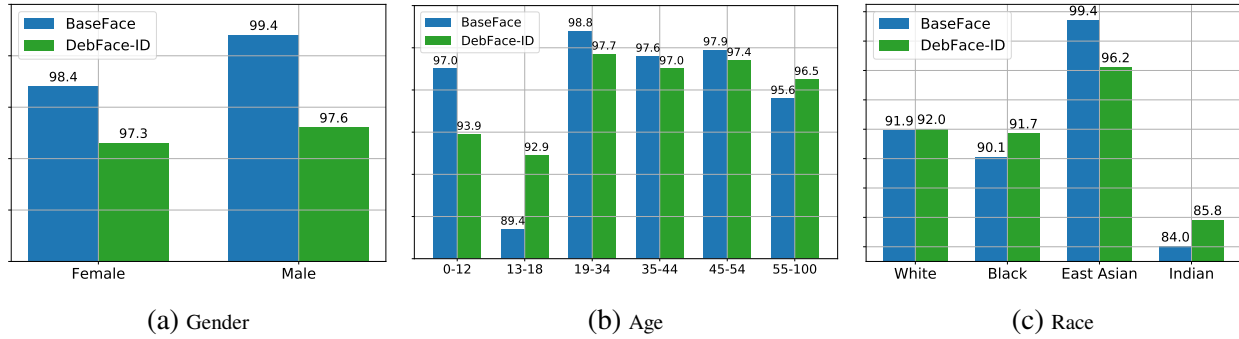 BaseFace
DebFace-ID
98.4
97.3
99.4
97.6
Female
Male
(a) Gender
BaseFace
DebFace-ID
97.0
93.9
89.4
92.9
98.8
97.7
97.6
97.0
97.9
97.4
95.6
96.5
0-12
13-18
19-34
35-44
45-54
55-100
(b) Age
BaseFace
DebFace-ID
91.9
92.0
90.1
91.7
99.4
96.2
84.0
85.8
White
Black
East Asian
Indian
(c) Race